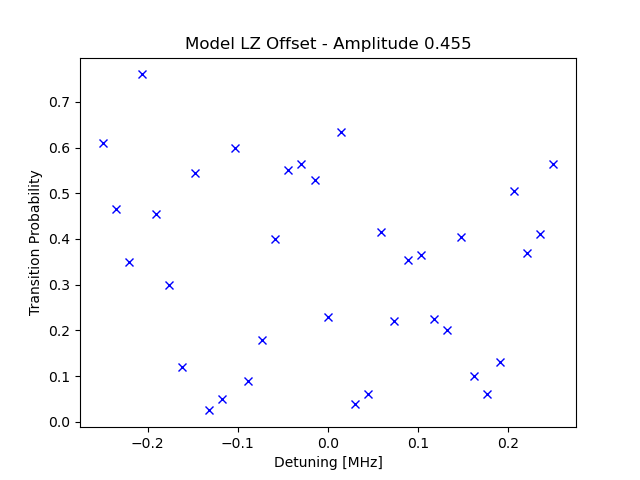 Model LZ Offset - Amplitude 0.455
Transition Probability
0.7
0.6
0.5
0.4
0.3
0.2
0.1
0.0
−0.2 −0.1 0.0 0.1 0.2
Detuning [MHz]